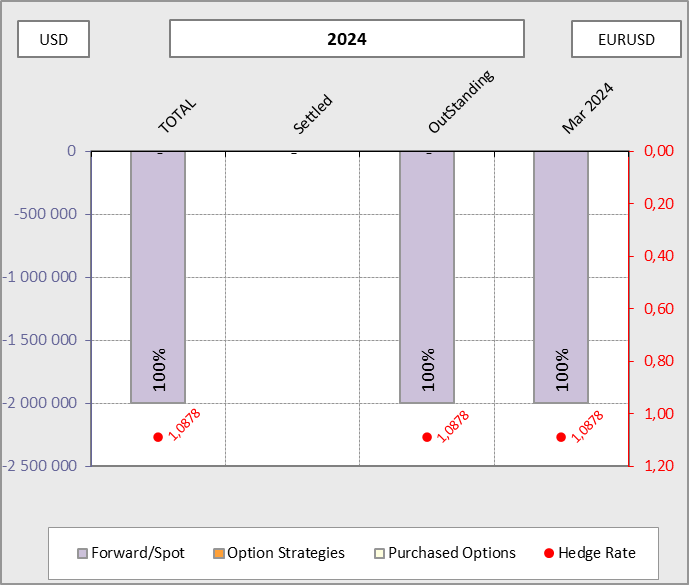 USD
2024
EURUSD
TOTAL
Settled
OutStanding
Mar 2024
0
-500 000
-1 000 000
-1 500 000
-2 000 000
-2 500 000
-
-
-
100%
100%
100%
1,0878
1,0878
1,0878
0,00
0,20
0,40
0,60
0,80
1,00
1,20
Forward/Spot
Option Strategies
Purchased Options
Hedge Rate